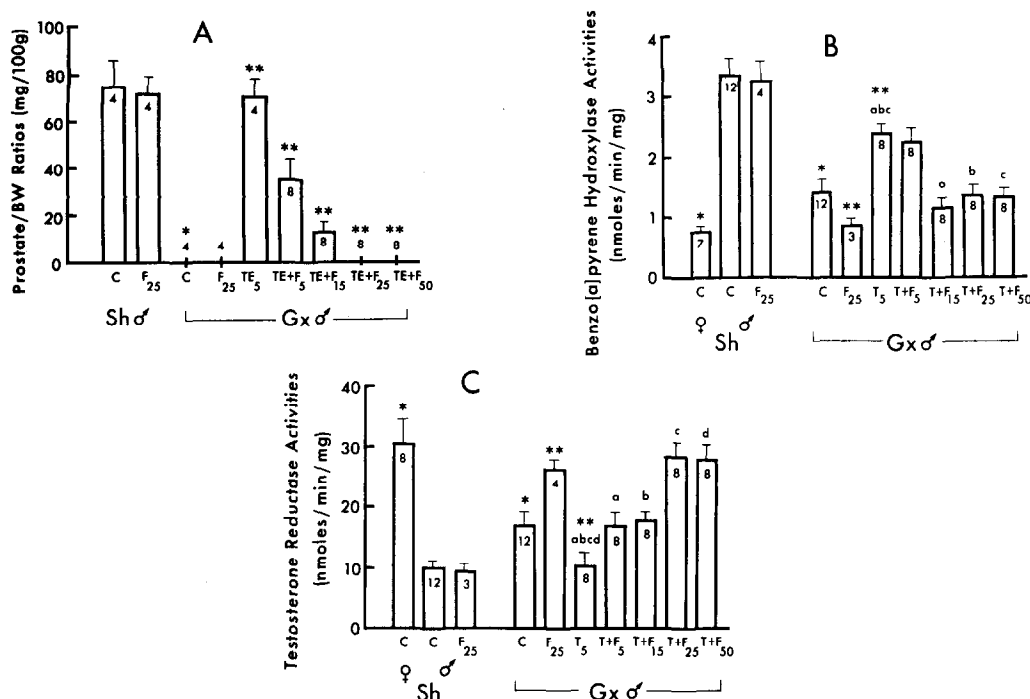 A
Prostate/BW Ratios (mg/100g)
80
60
40
20
0
4
4
*
4
4
**
4
**
8
**
8
**
8
**
8
C
F25
C
F25
TE5
TE+F5
TE+F15
TE+F25
TE+F50
Sh♂
Gx♂
B
Benzo[a]pyrene Hydroxylase Activities
(nmoles/min/mg)
4
3
2
1
0
*
7
12
4
*
12
**
3
**
abc
8
8
a
8
b
8
c
8
C
C
F25
C
F25
T5
T+F5
T+F15
T+F25
T+F50
♀
♂
Sh
Gx♂
C
Testosterone Reductase Activities
(nmoles/min/mg)
40
30
20
10
0
*
8
12
3
*
12
**
4
**
abcd
8
a
8
b
8
c
8
d
8
C
C
F25
C
F25
T5
T+F5
T+F15
T+F25
T+F50
♀
♂
Sh
Gx♂